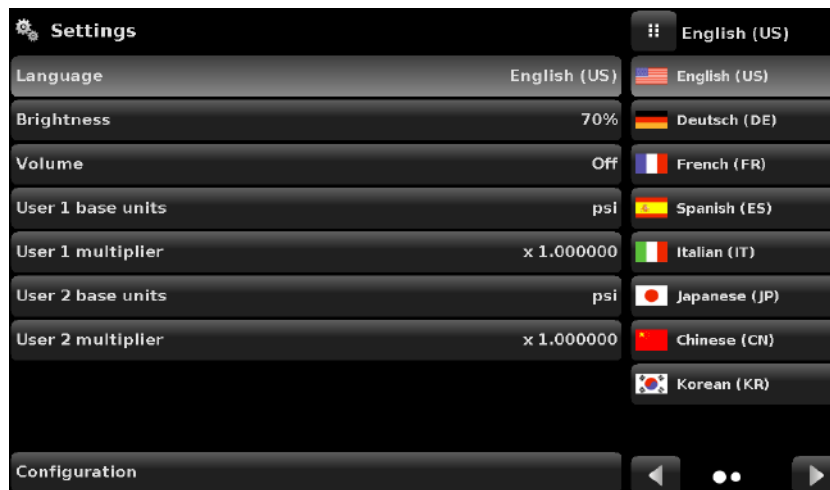 Settings
Language English (US)
Brightness 70%
Volume Off
User 1 base units psi
User 1 multiplier x 1.000000
User 2 base units psi
User 2 multiplier x 1.000000
Configuration
English (US)
English (US)
Deutsch (DE)
French (FR)
Spanish (ES)
Italian (IT)
Japanese (JP)
Chinese (CN)
Korean (KR)